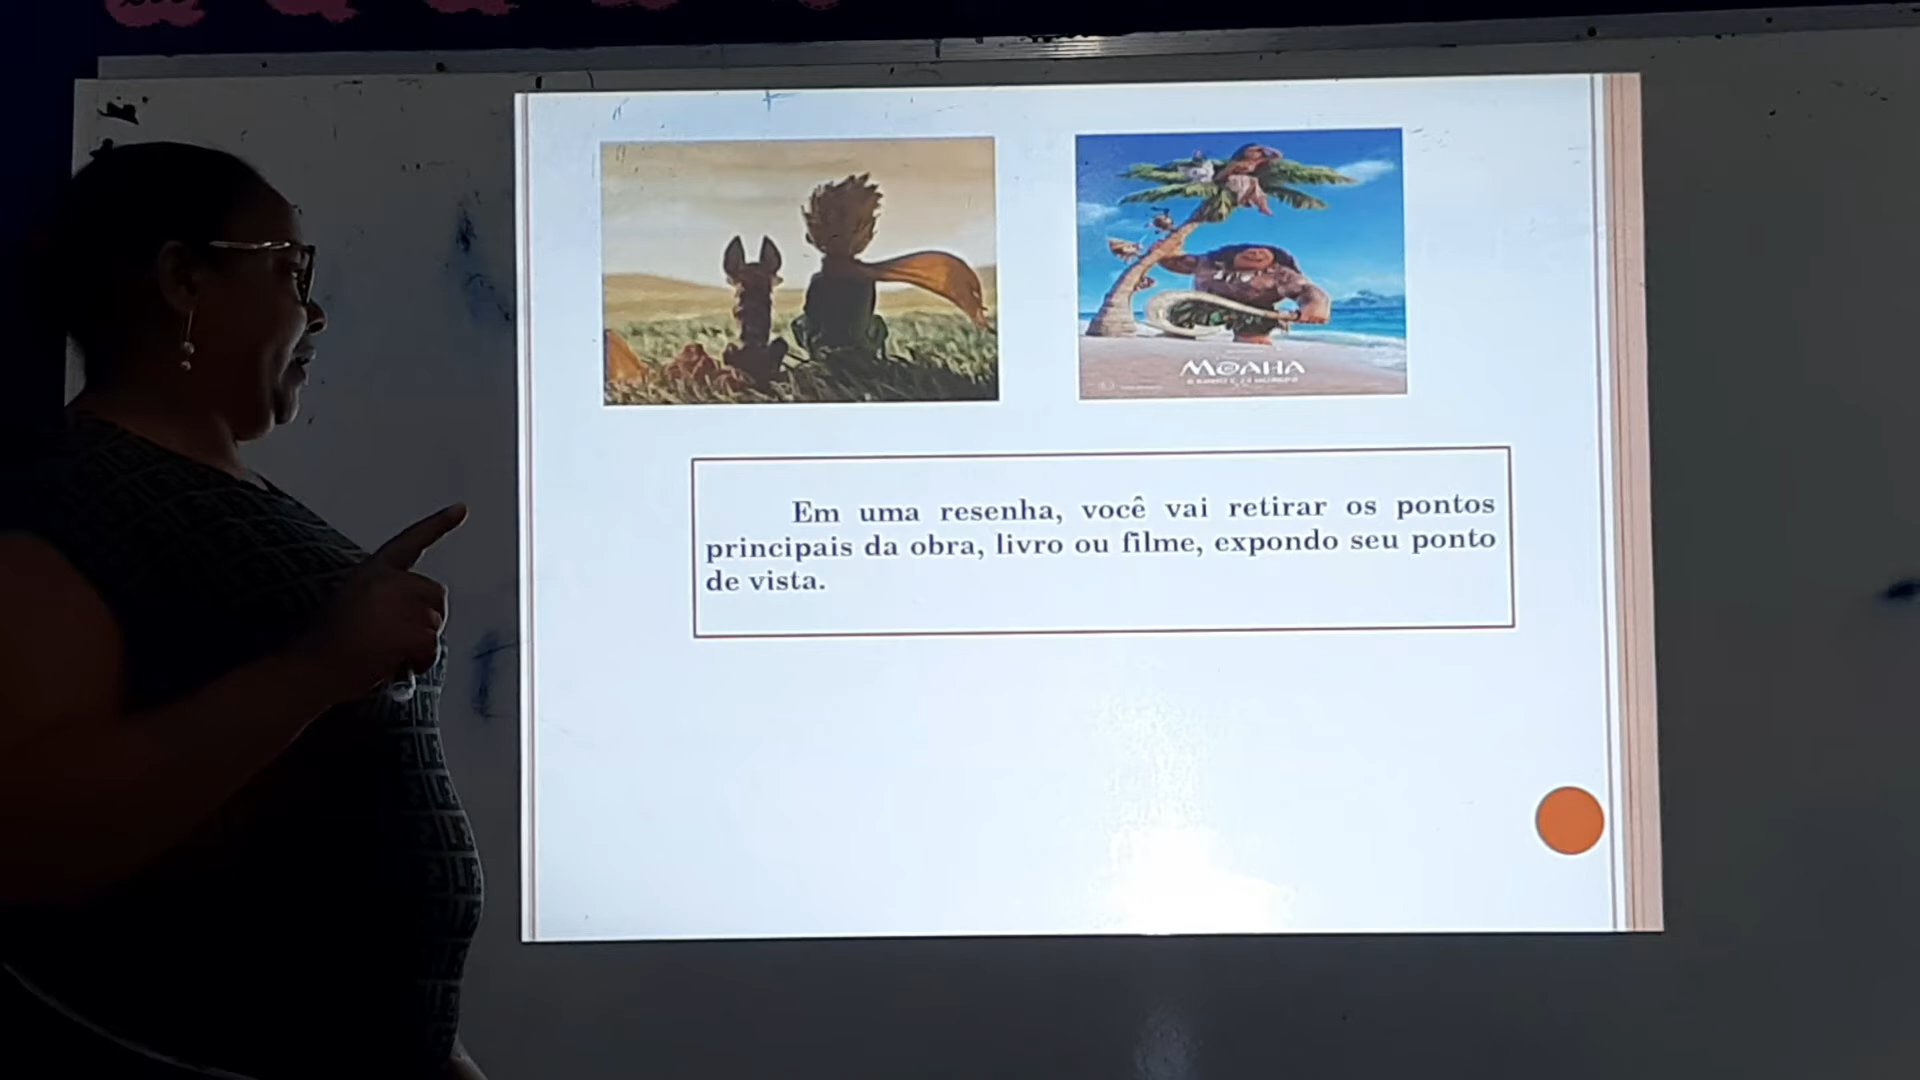 MOAHA
Em uma resenha, você vai retirar os pontos
principais da obra, livro ou filme, expondo seu ponto
de vista.